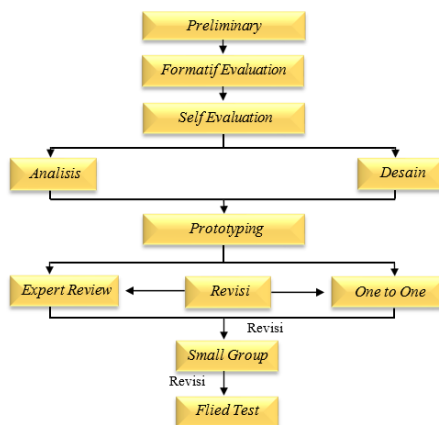 Preliminary
Formatif Evaluation
Self Evaluation
Analisis
Desain
Prototyping
Expert Review
Revisi
One to One
Revisi
Small Group
Revisi
Flied Test